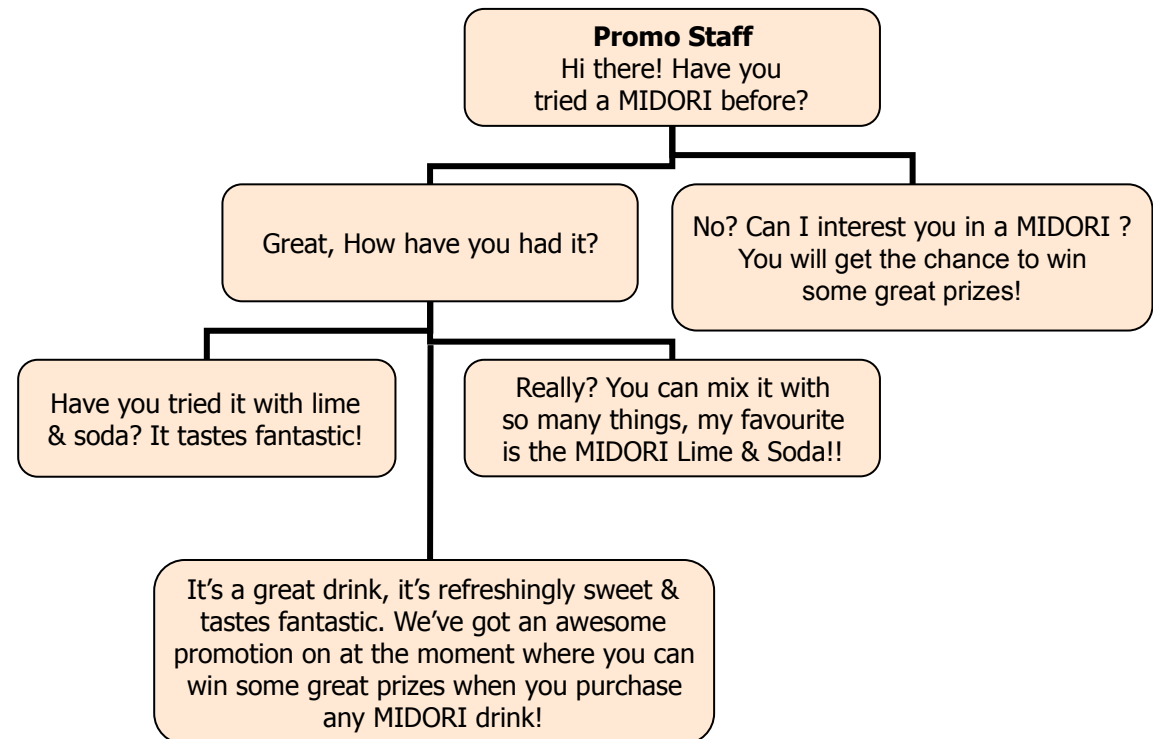 Promo Staff
Hi there! Have you
tried a MIDORI before?
Great, How have you had it?
No? Can I interest you in a MIDORI ?
You will get the chance to win
some great prizes!
Have you tried it with lime
& soda? It tastes fantastic!
Really? You can mix it with
so many things, my favourite
is the MIDORI Lime & Soda!!
It’s a great drink, it’s refreshingly sweet &
tastes fantastic. We’ve got an awesome
promotion on at the moment where you can
win some great prizes when you purchase
any MIDORI drink!